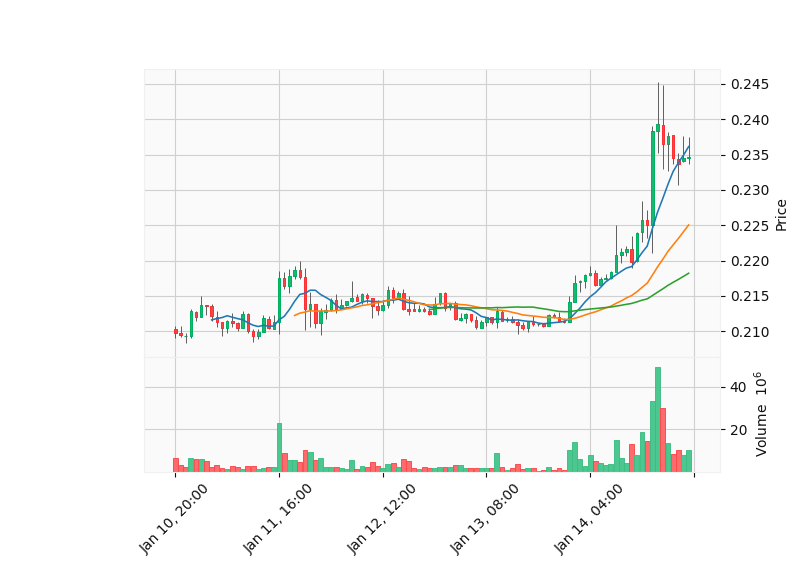 0.245
0.240
0.235
0.230
0.225
0.220
0.215
0.210
Price
40
20
Volume 10^6
Jan 10, 20:00
Jan 11, 16:00
Jan 12, 12:00
Jan 13, 08:00
Jan 14, 04:00